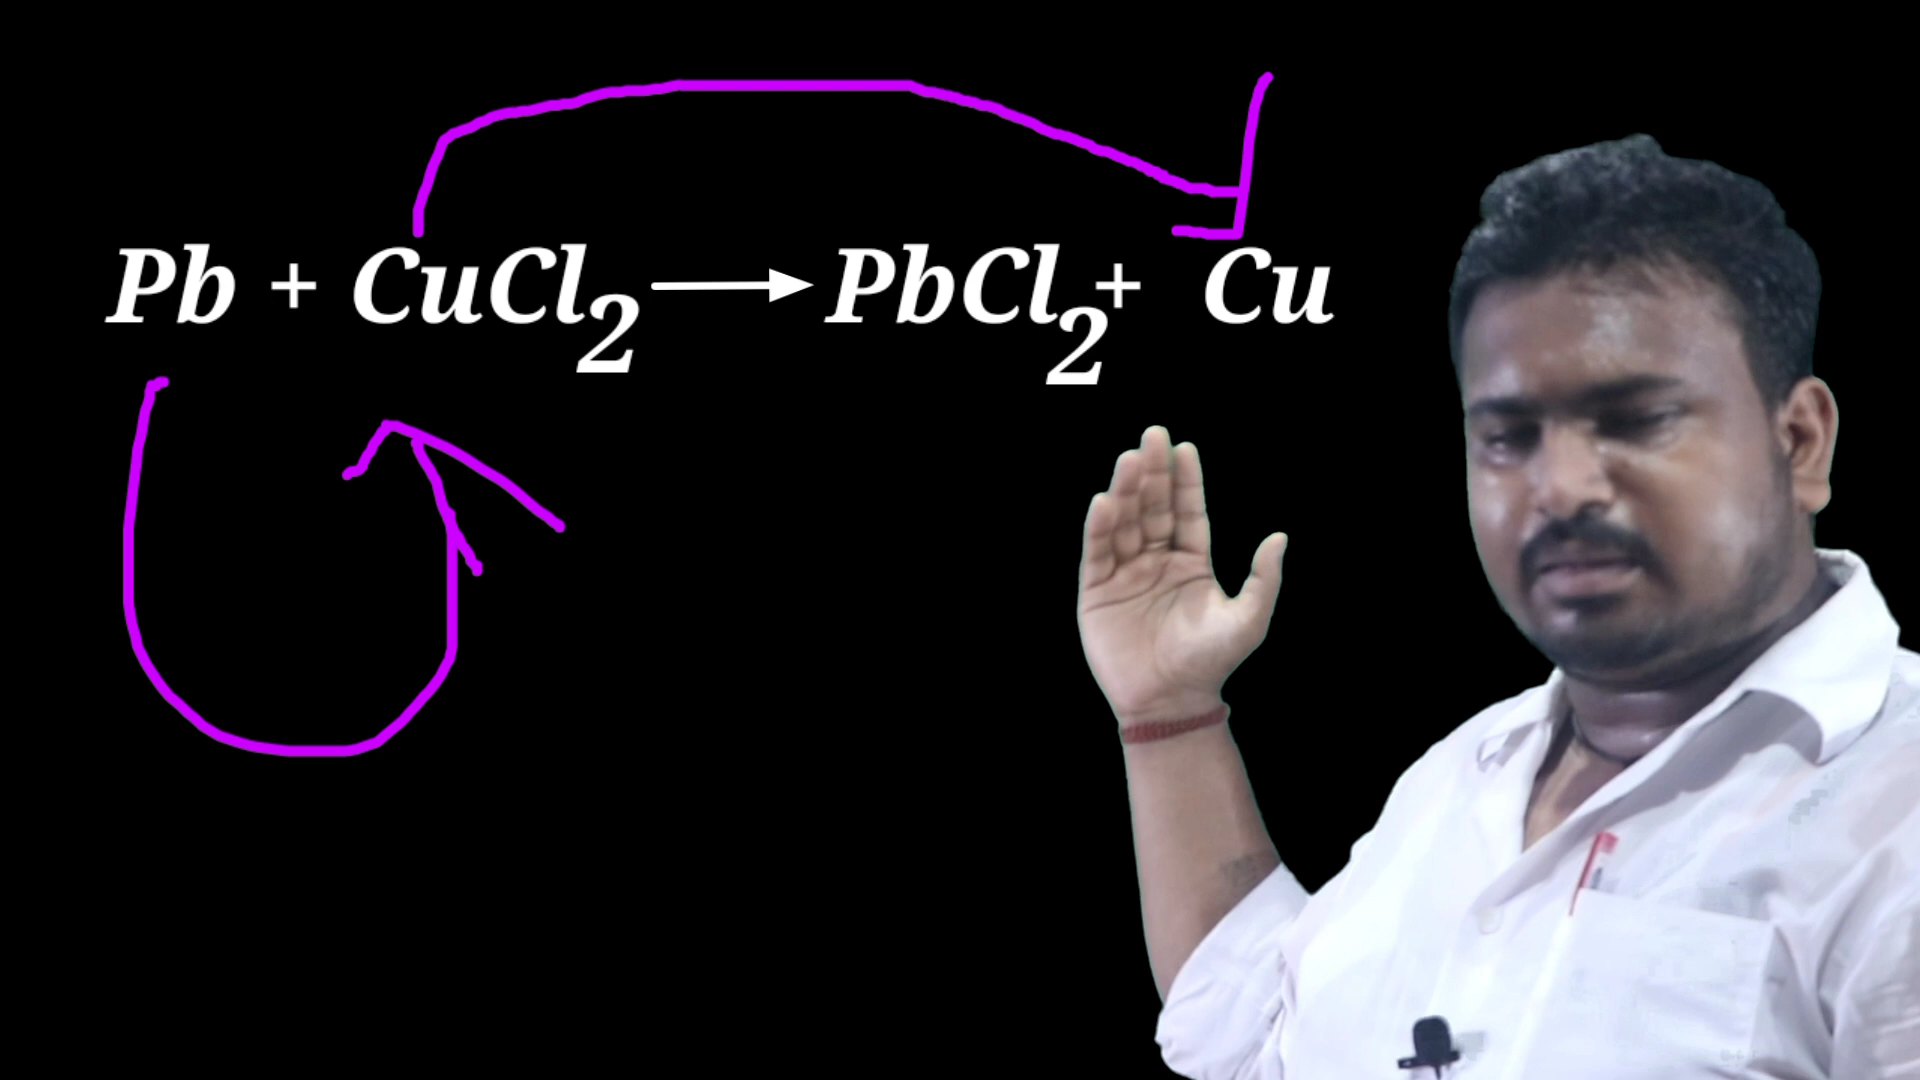 Pb + CuCl₂ ⟶ PbCl₂ + Cu